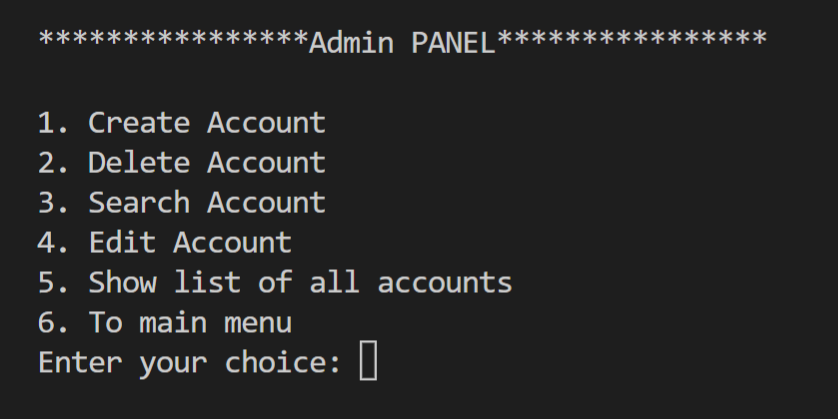 ****************Admin PANEL****************
1. Create Account
2. Delete Account
3. Search Account
4. Edit Account
5. Show list of all accounts
6. To main menu
Enter your choice: